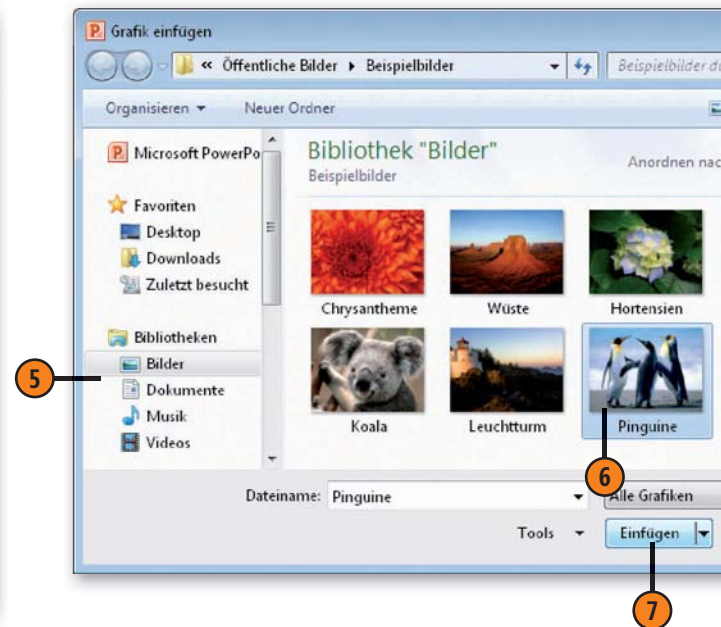 Grafik einfügen
« Öffentliche Bilder Beispielbilder
Beispielbilder
Organisieren Neuer Ordner
Microsoft PowerPo
Favoriten
Desktop
Downloads
Zuletzt besucht
Bibliotheken
Bilder
Dokumente
Musik
Videos
Bibliothek "Bilder"
Beispielbilder
Anordnen nac
Chrysantheme Wüste Hortensien
Koala Leuchtturm Pinguine
5
6
Dateiname: Pinguine Alle Grafiken
Tools Einfügen
7